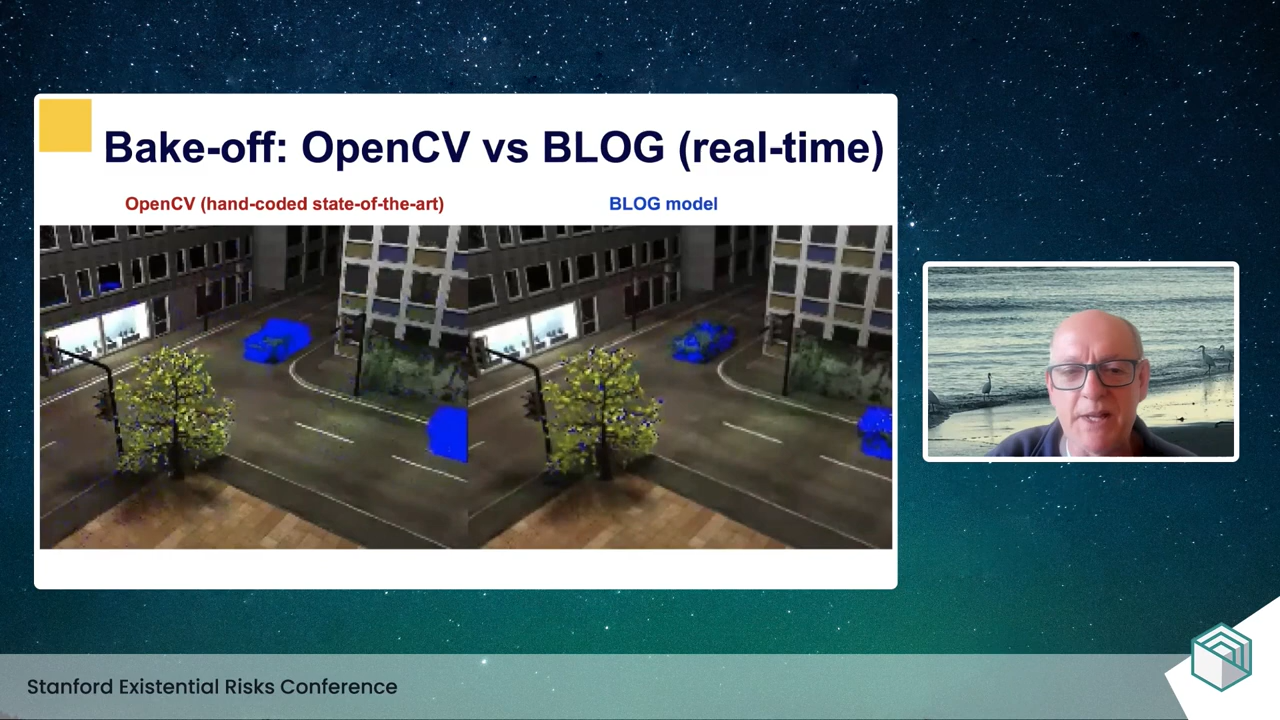 Bake-off: OpenCV vs BLOG (real-time)
OpenCV (hand-coded state-of-the-art)
BLOG model
Stanford Existential Risks Conference